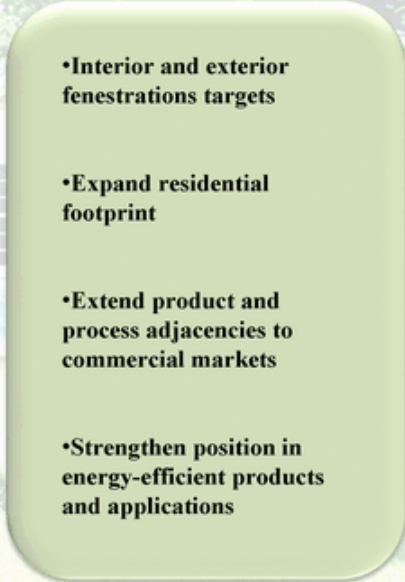 •Interior and exterior
fenestrations targets
•Expand residential
footprint
•Extend product and
process adjacencies to
commercial markets
•Strengthen position in
energy-efficient products
and applications